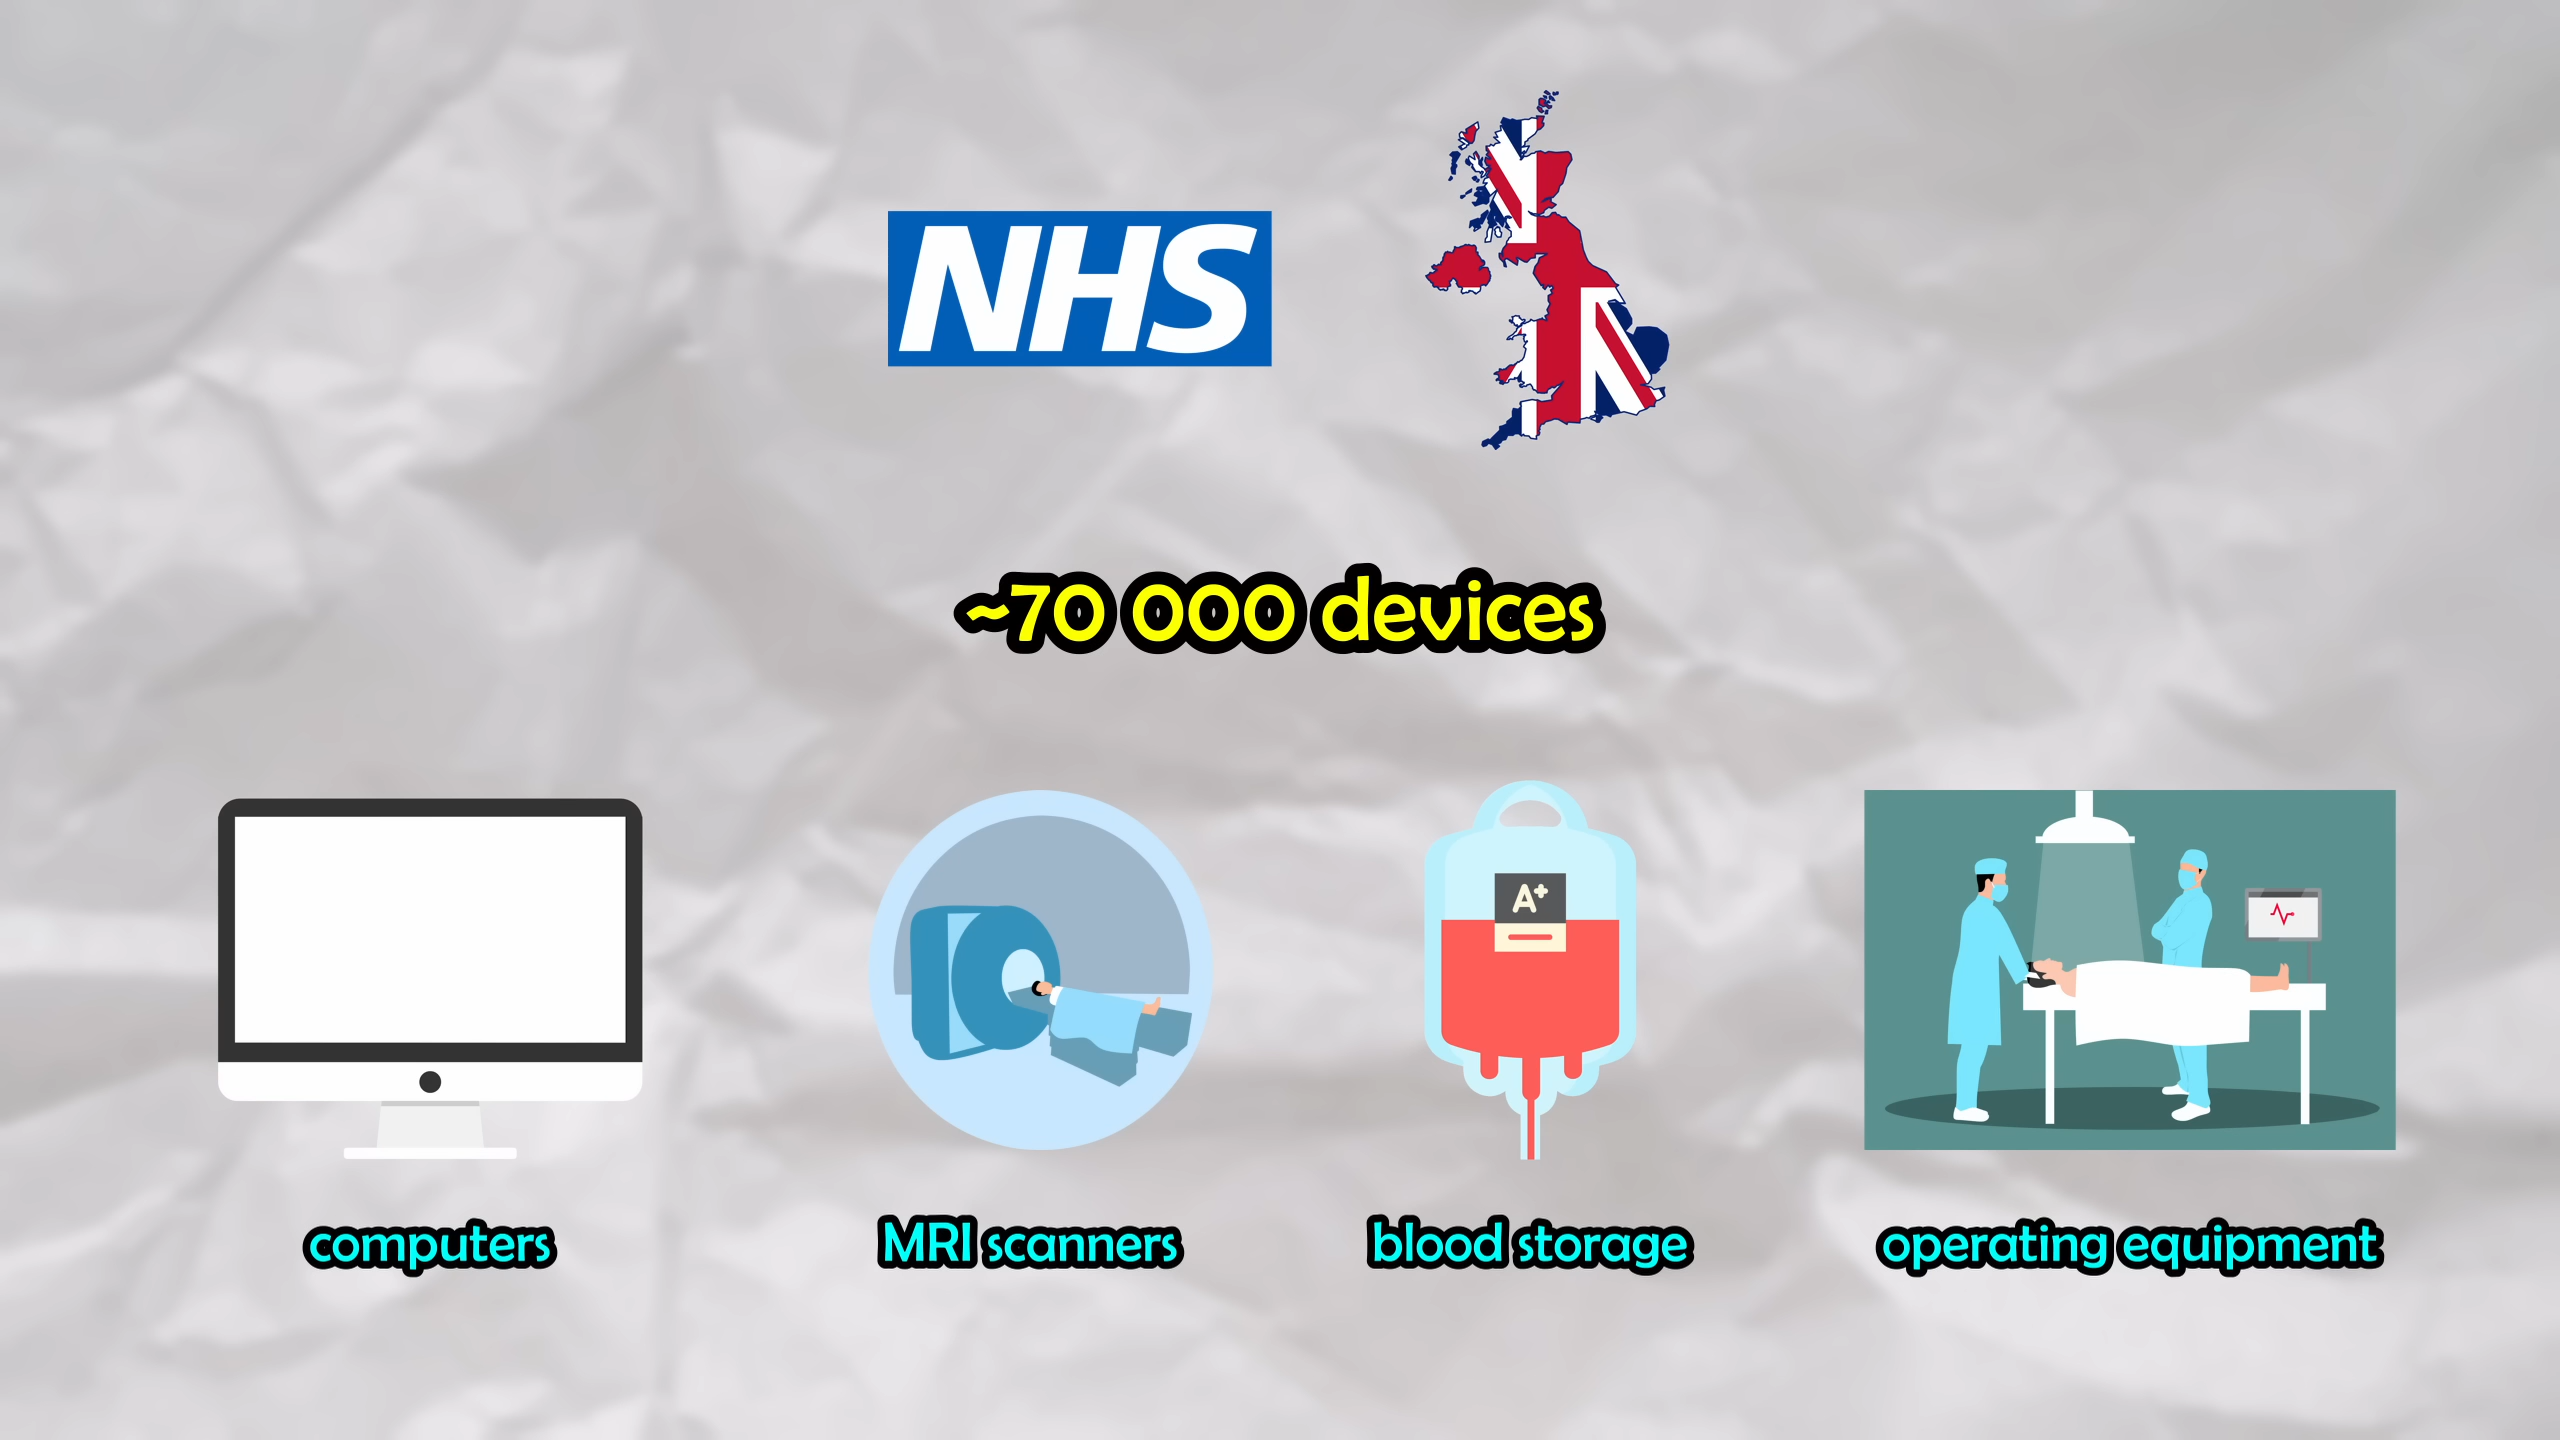 NHS
~70 000 devices
A+
computers
MRI scanners
blood storage
operating equipment